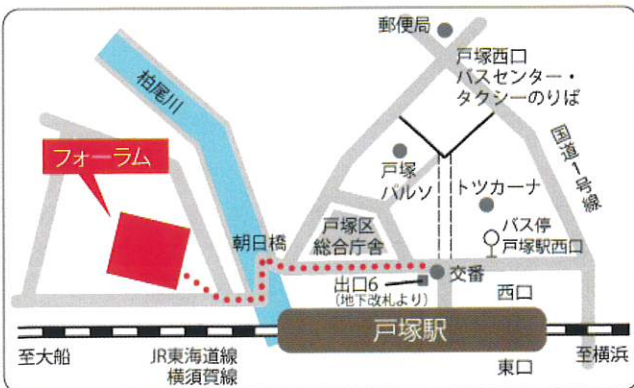 郵便局
戸塚西口
バスセンター・
タクシーのりば
柏尾川
国道1号線
フォーラム
戸塚
パルソ
トツカーナ
戸塚区
総合庁舎
バス停
戸塚駅西口
朝日橋
交番
出口6
(地下改札より)
西口
戸塚駅
至大船
JR東海道線
横須賀線
至横浜
東口